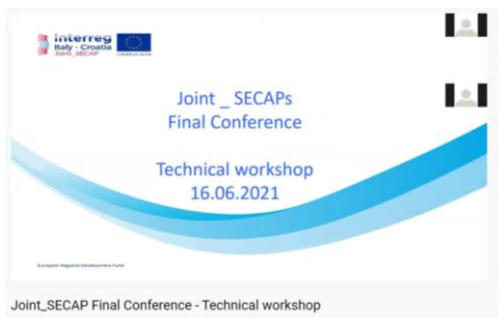 Interreg
Italy - Croatia
Joint_SECAP
Joint _ SECAPs
Final Conference
Technical workshop
16.06.2021
European Regional Development Fund
Joint_SECAP Final Conference - Technical workshop